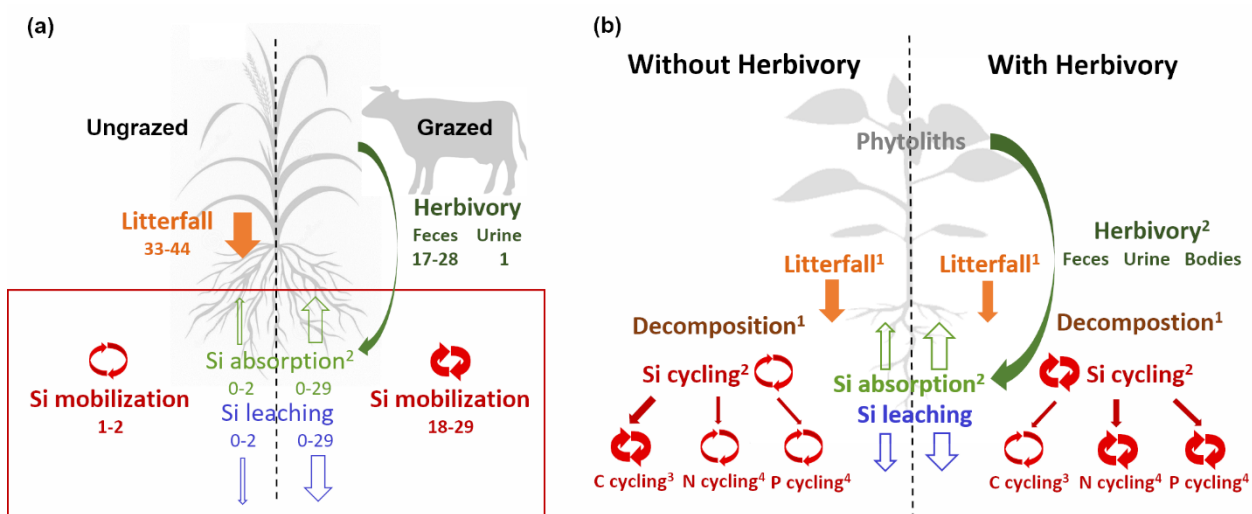 (a)
Ungrazed
Grazed
Litterfall
33-44
Herbivory
Feces Urine
17-28 1
Si absorption2
0-2 0-29
Si mobilization
1-2
Si mobilization
18-29
Si leaching
0-2 0-29
(b)
Without Herbivory
With Herbivory
Phytoliths
Herbivory2
Feces Urine Bodies
Litterfall1
Litterfall1
Decomposition1
Decompostion1
Si cycling2
Si absorption2
Si cycling2
Si leaching
C cycling3 N cycling4 P cycling4
C cycling3 N cycling4 P cycling4